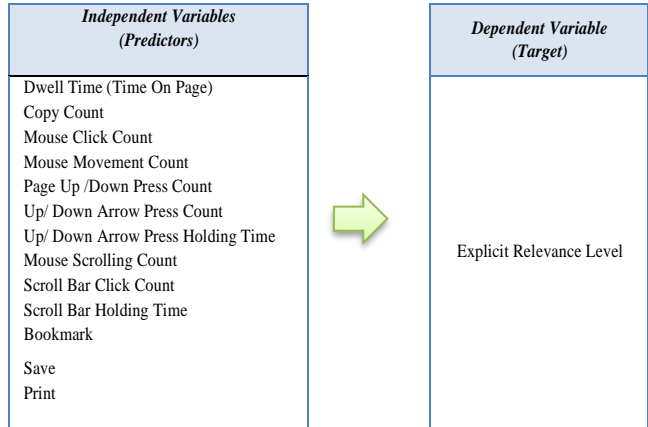 Independent Variables
(Predictors)
Dwell Time (Time On Page)
Copy Count
Mouse Click Count
Mouse Movement Count
Page Up /Down Press Count
Up/ Down Arrow Press Count
Up/ Down Arrow Press Holding Time
Mouse Scrolling Count
Scroll Bar Click Count
Scroll Bar Holding Time
Bookmark
Save
Print
Dependent Variable
(Target)
Explicit Relevance Level